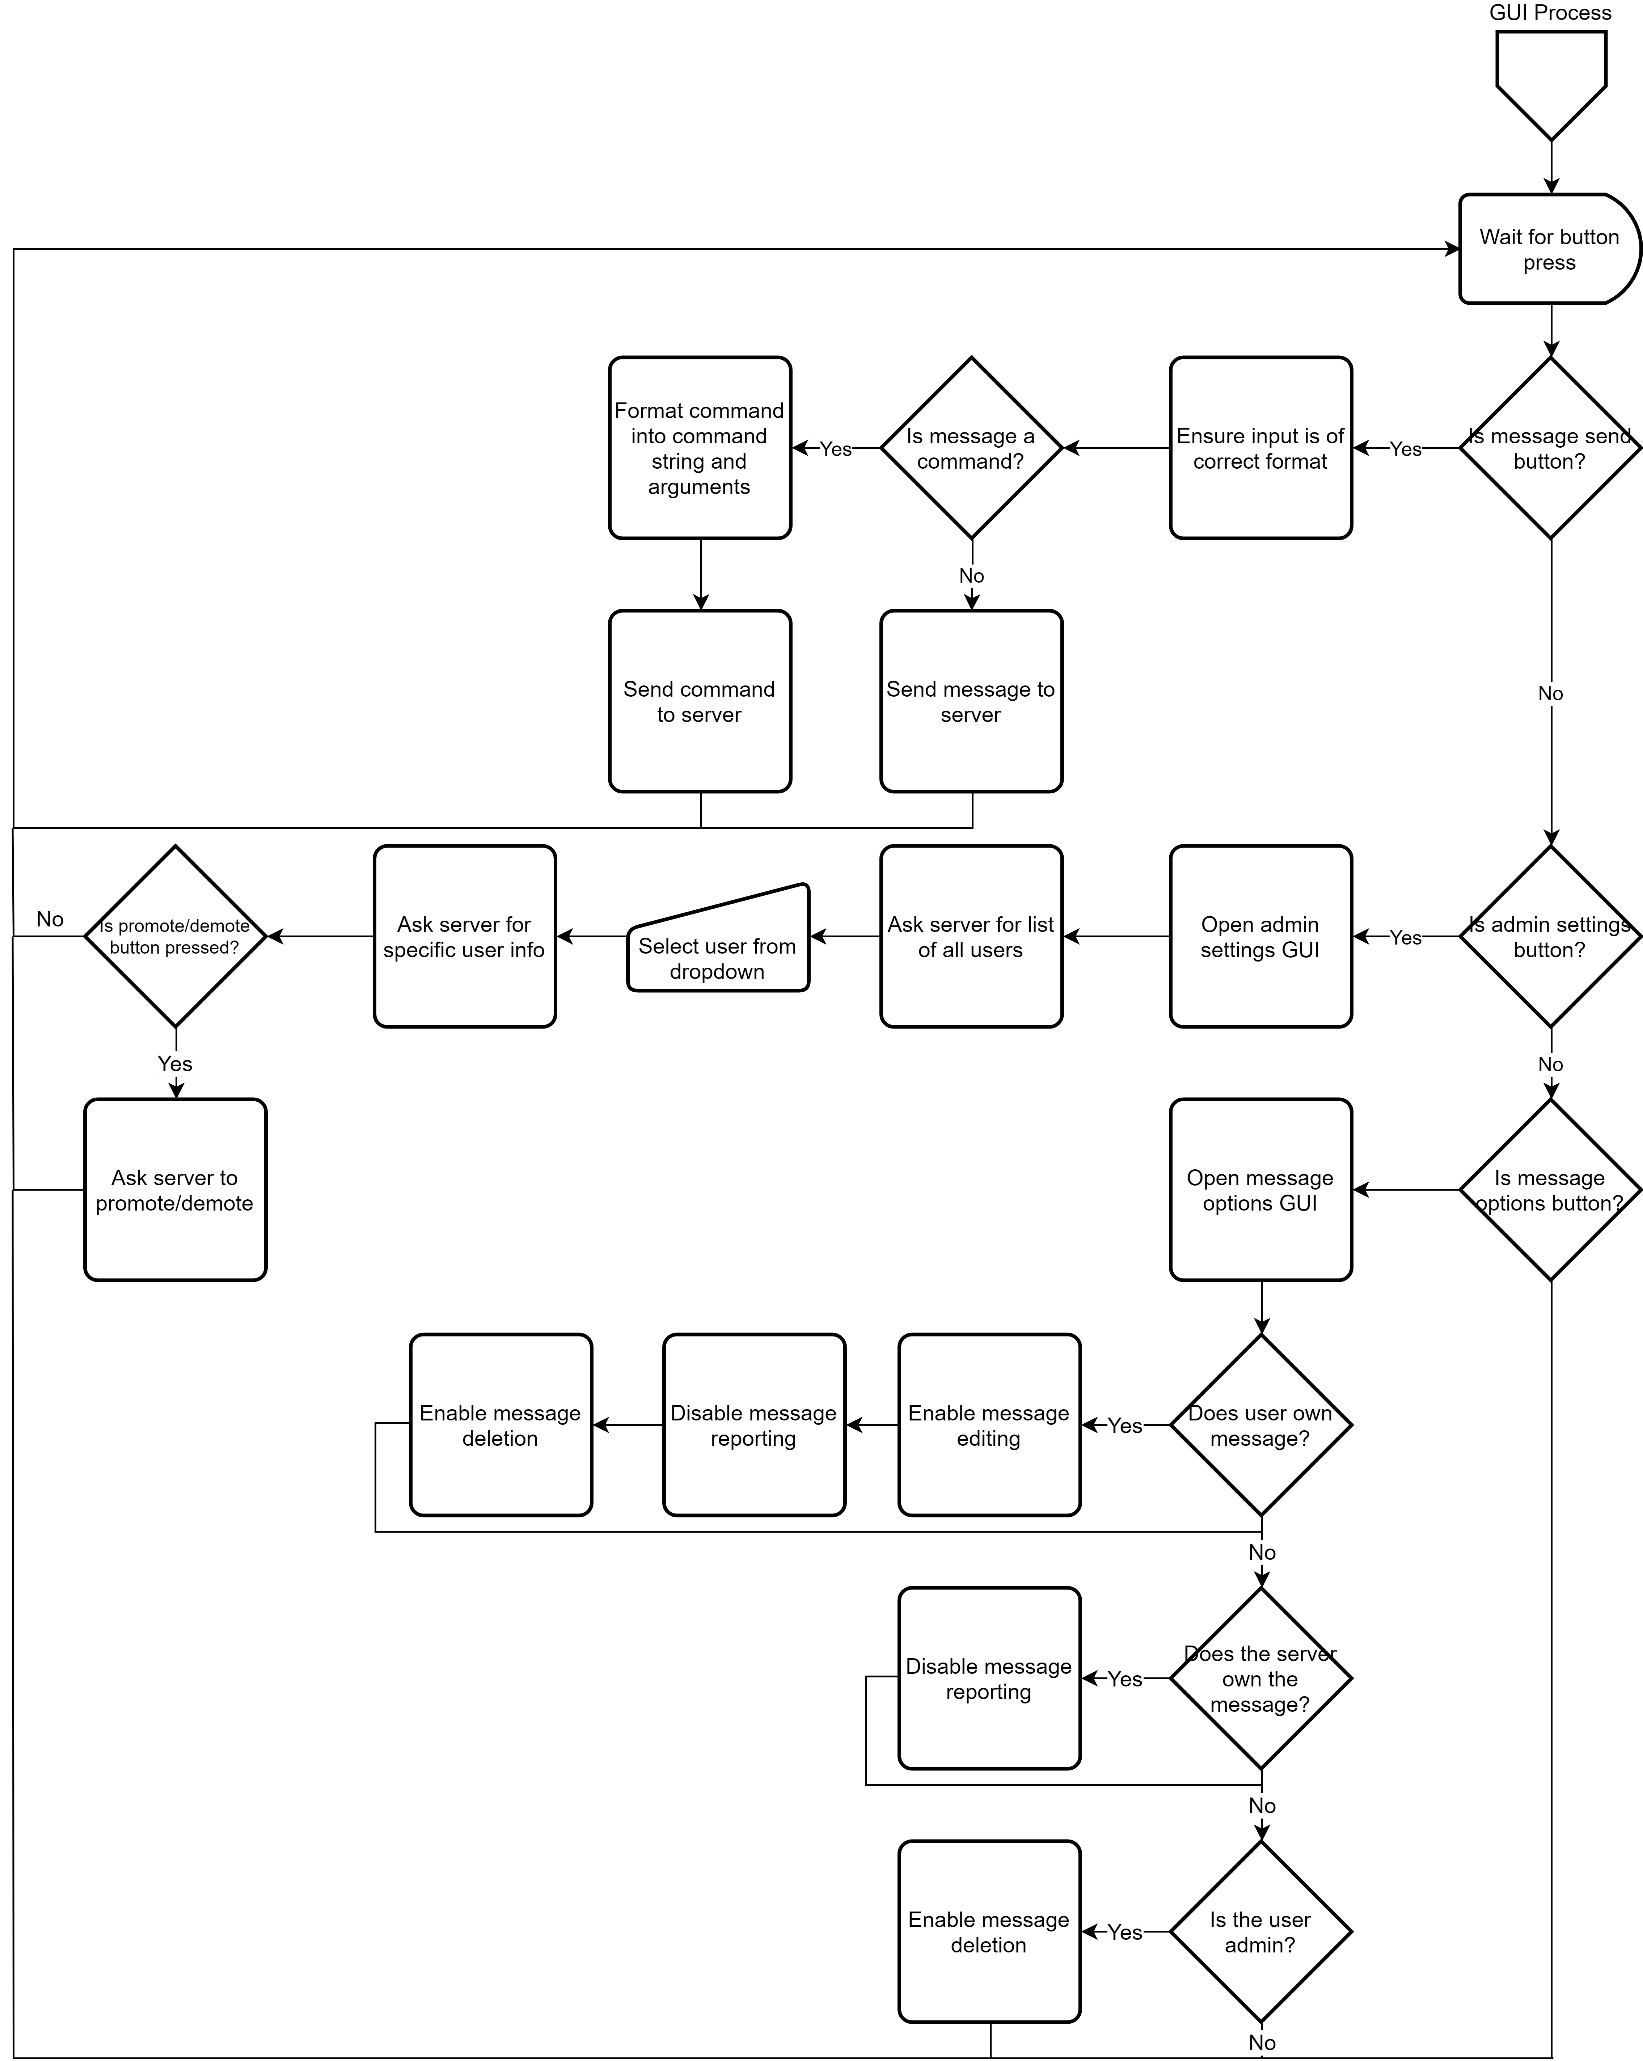 GUI Process
Wait for button
press
Is message send
button?
Yes
Ensure input is of
correct format
Is message a
command?
Yes
Format command
into command
string and
arguments
No
Send command
to server
Send message to
server
No
Is admin settings
button?
Yes
Open admin
settings GUI
Ask server for list
of all users
Select user from
dropdown
Ask server for
specific user info
Is promote/demote
button pressed?
No
Yes
Ask server to
promote/demote
No
Is message
options button?
Open message
options GUI
Does user own
message?
Yes
Enable message
editing
Disable message
reporting
Enable message
deletion
No
Does the server
own the
message?
Yes
Disable message
reporting
No
Is the user
admin?
Yes
Enable message
deletion
No